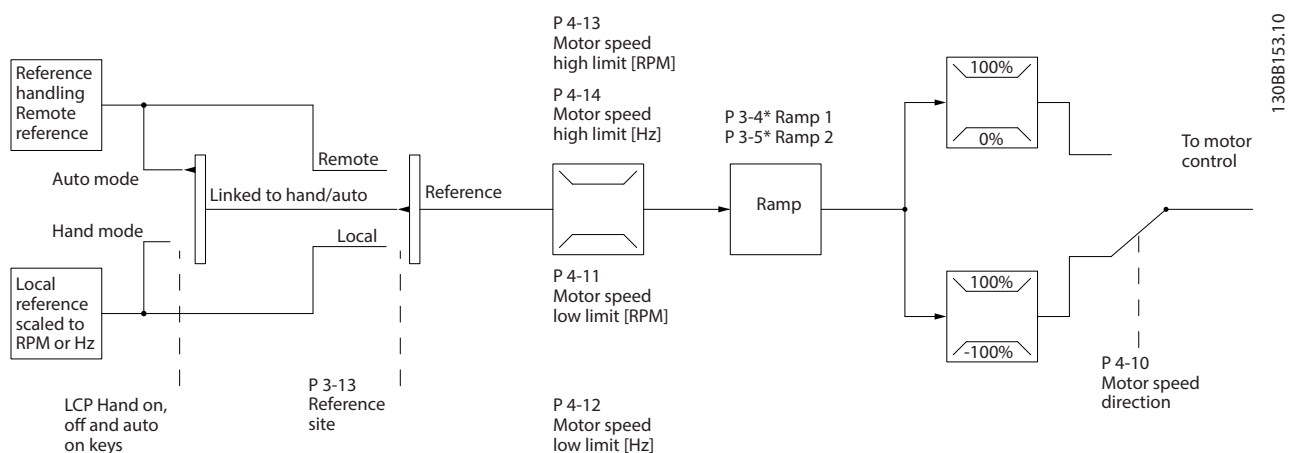 P 4-13
Motor speed
high limit [RPM]
P 4-14
Motor speed
high limit [Hz]
P 3-4* Ramp 1
P 3-5* Ramp 2
130BB153.10
Reference
handling
Remote
reference
Auto mode
Linked to hand/auto
Hand mode
Local
reference
scaled to
RPM or Hz
Remote
Reference
Local
Ramp
100%
0%
100%
-100%
To motor
control
P 4-11
Motor speed
low limit [RPM]
P 4-12
Motor speed
low limit [Hz]
LCP Hand on,
off and auto
on keys
P 3-13
Reference
site
P 4-10
Motor speed
direction